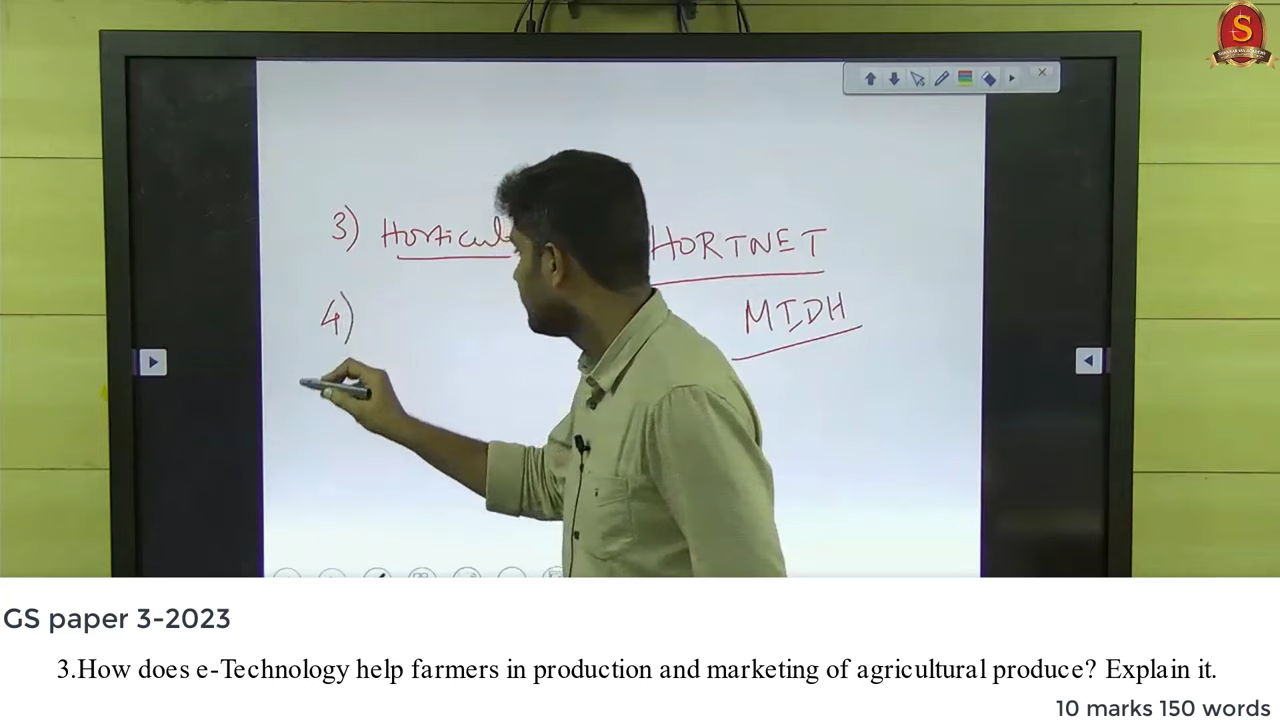 S
3) Horticul HORTNET
4) MIDH
GS paper 3-2023
3.How does e-Technology help farmers in production and marketing of agricultural produce? Explain it.
10 marks 150 words